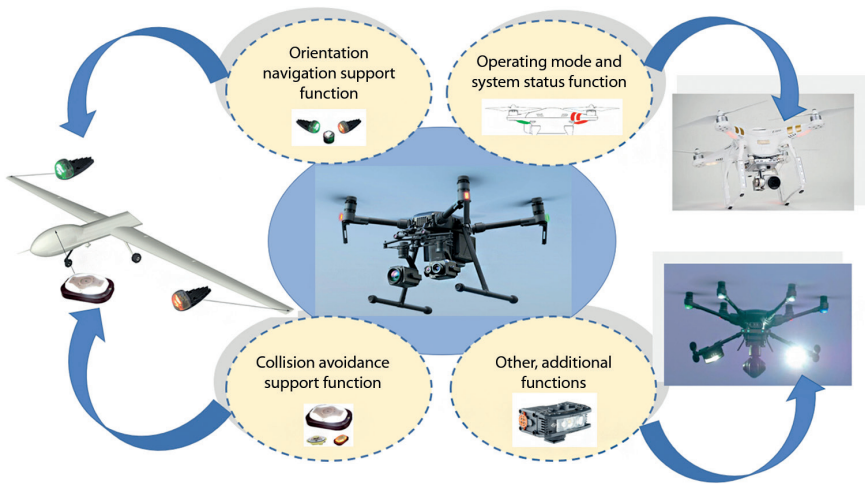 Orientation
navigation support
function
Operating mode and
system status function
Collision avoidance
support function
Other, additional
functions